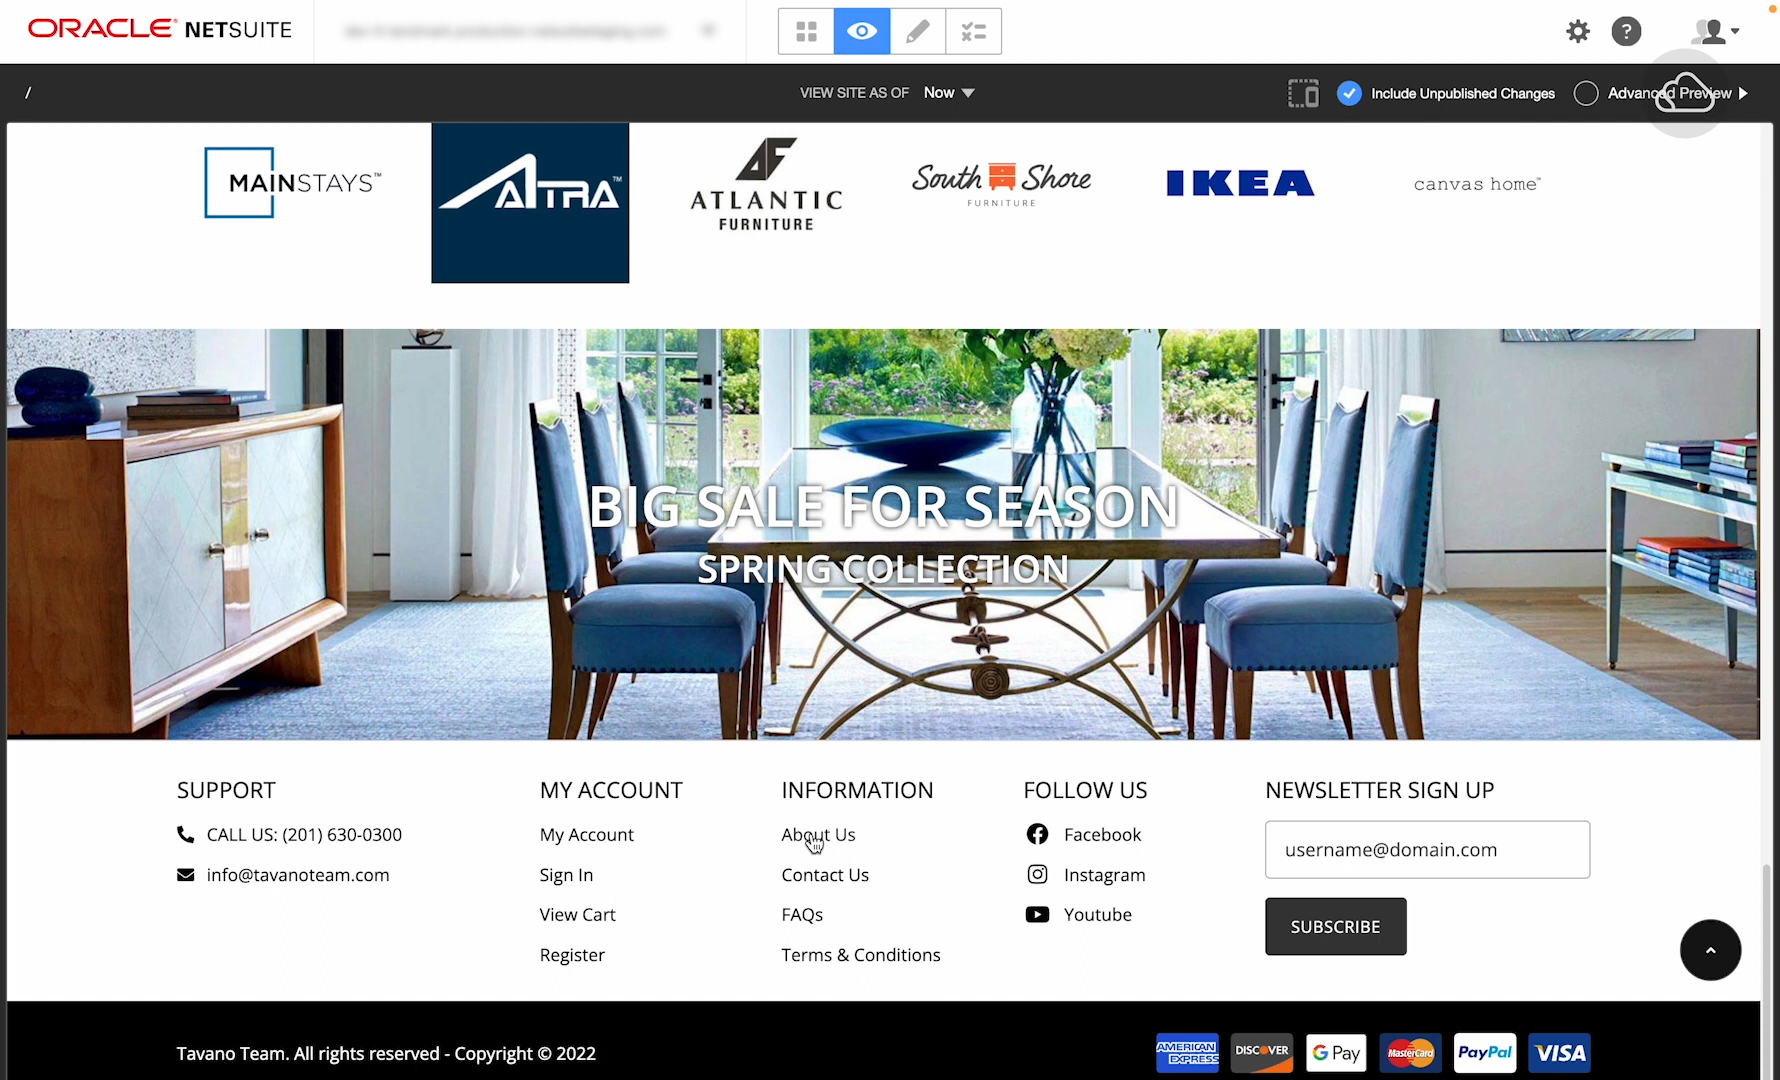 ORACLE NETSUITE
/
VIEW SITE AS OF Now
Include Unpublished Changes
Advanced Preview
MAINSTAYS™
ALTRA™
ATLANTIC
FURNITURE
South Shore
FURNITURE
IKEA
canvas home™
BIG SALE FOR SEASON
SPRING COLLECTION
SUPPORT
CALL US: (201) 630-0300
info@tavanoteam.com
MY ACCOUNT
My Account
Sign In
View Cart
Register
INFORMATION
About Us
Contact Us
FAQs
Terms & Conditions
FOLLOW US
Facebook
Instagram
Youtube
NEWSLETTER SIGN UP
username@domain.com
SUBSCRIBE
Tavano Team. All rights reserved - Copyright © 2022
AMERICAN EXPRESS
DISCOVER
G Pay
MasterCard
PayPal
VISA